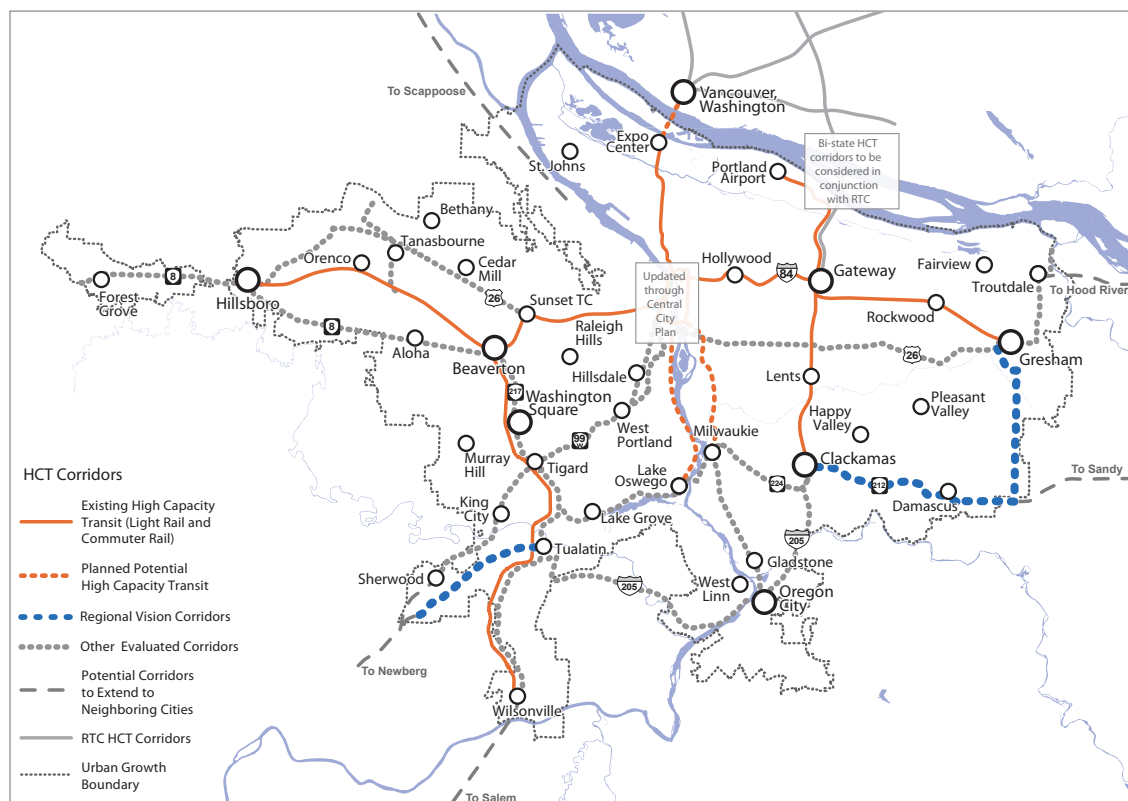 To Scappoose
Vancouver,
Washington
Expo
Center
St. Johns
Portland
Airport
Bi-state HCT
corridors to be
considered in
conjunction
with RTC
Bethany
Tanasbourne
Orenco
Cedar
Mill
26
8
Forest
Grove
Hillsboro
8
Aloha
Sunset TC
Raleigh
Hills
Beaverton
Hillsdale
Updated
through
Central
City
Plan
Hollywood
84
Gateway
Fairview
Troutdale
To Hood River
Rockwood
26
Gresham
217
Washington
Square
Lents
Pleasant
Valley
Happy
Valley
West
Portland
99
W
Murray
Hill
Tigard
Milwaukie
Clackamas
224
212
Damascus
To Sandy
Lake
Oswego
King
City
Lake Grove
205
Tualatin
Sherwood
Gladstone
205
West
Linn
Oregon
City
To Newberg
Wilsonville
To Salem
HCT Corridors
Existing High Capacity
Transit (Light Rail and
Commuter Rail)
Planned Potential
High Capacity Transit
Regional Vision Corridors
Other Evaluated Corridors
Potential Corridors
to Extend to
Neighboring Cities
RTC HCT Corridors
Urban Growth
Boundary